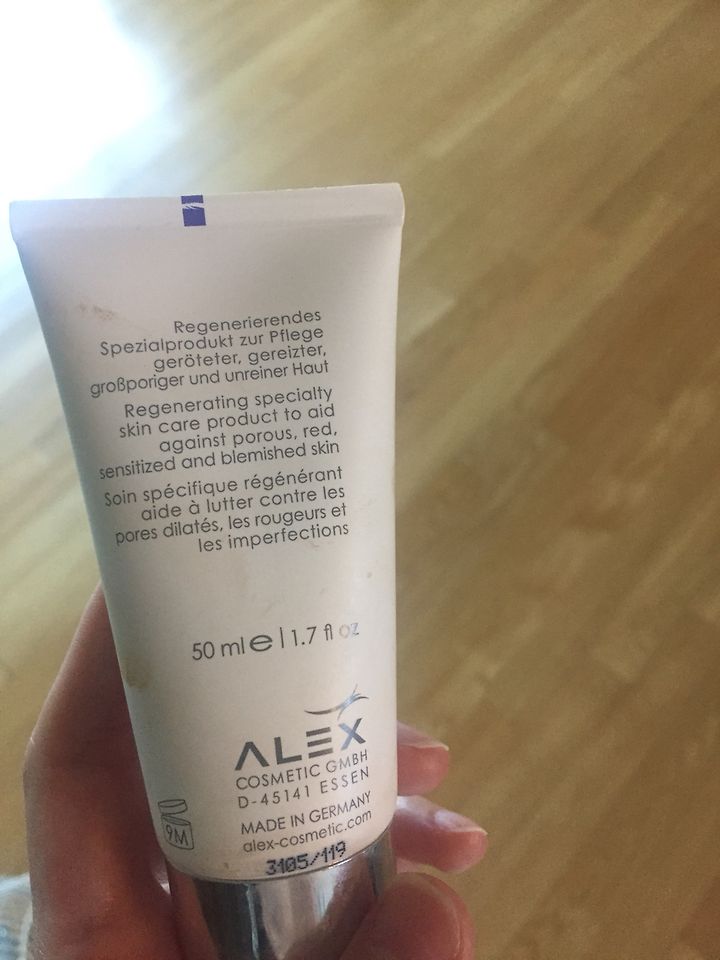 Regenerierendes
Spezialprodukt zur Pflege
geröteter, gereizter,
großporiger und unreiner Haut
Regenerating specialty
skin care product to aid
against porous, red,
sensitized and blemished skin
Soin spécifique régénérant
aide à lutter contre les
pores dilatés, les rougeurs et
les imperfections
50 ml e | 1.7 fl oz
ALEX
COSMETIC GMBH
D-45141 ESSEN
MADE IN GERMANY
alex-cosmetic.com
9M
3105/119